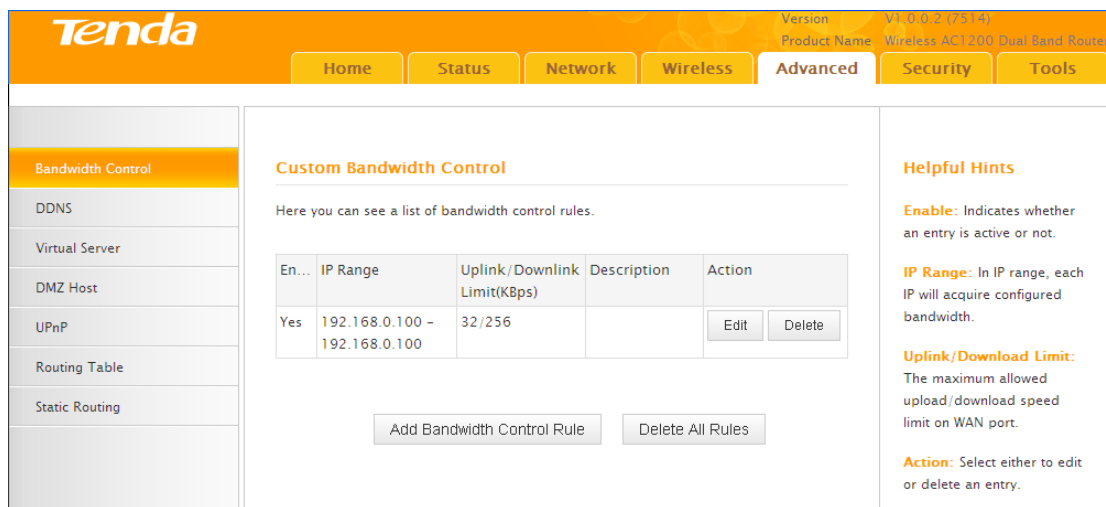 Tenda
Version V1.0.0.2 (7514)
Product Name Wireless AC1200 Dual Band Router
Home Status Network Wireless Advanced Security Tools
Bandwidth Control
DDNS
Virtual Server
DMZ Host
UPnP
Routing Table
Static Routing
Custom Bandwidth Control
Here you can see a list of bandwidth control rules.
En... IP Range Uplink/Downlink Description Action
Limit(KBps)
Yes 192.168.0.100 - 32/256 Edit Delete
192.168.0.100
Add Bandwidth Control Rule Delete All Rules
Helpful Hints
Enable: Indicates whether
an entry is active or not.
IP Range: In IP range, each
IP will acquire configured
bandwidth.
Uplink/Download Limit:
The maximum allowed
upload/download speed
limit on WAN port.
Action: Select either to edit
or delete an entry.